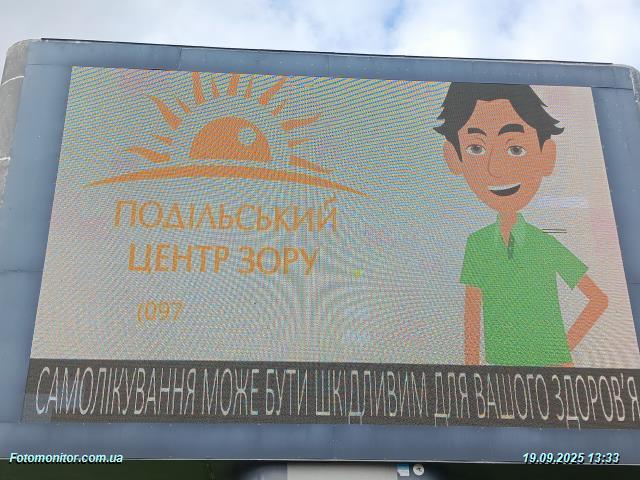 ПОДІЛЬСЬКИЙ
ЦЕНТР ЗОРУ
(097
САМОЛІКУВАННЯ МОЖЕ БУТИ ШКІДЛИВИМ ДЛЯ ВАШОГО ЗДОРОВ'Я
Fotomonitor.com.ua
19.09.2025 13:33